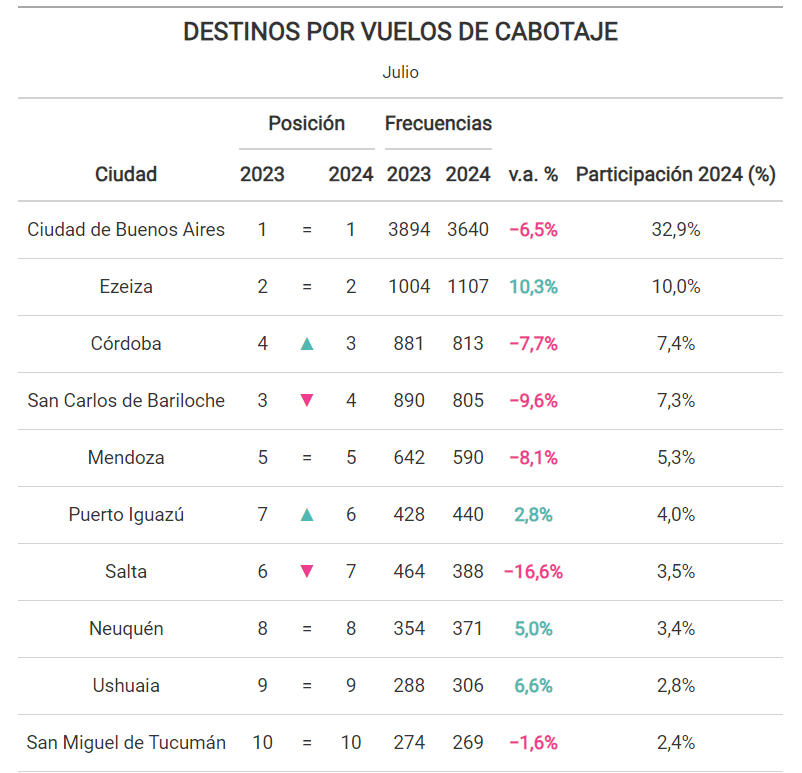 DESTINOS POR VUELOS DE CABOTAJE
Julio
Posición Frecuencias
Ciudad 2023 2024 2023 2024 v.a. % Participación 2024 (%)
Ciudad de Buenos Aires 1 = 1 3894 3640 −6,5% 32,9%
Ezeiza 2 = 2 1004 1107 10,3% 10,0%
Córdoba 4 ▲ 3 881 813 −7,7% 7,4%
San Carlos de Bariloche 3 ▼ 4 890 805 −9,6% 7,3%
Mendoza 5 = 5 642 590 −8,1% 5,3%
Puerto Iguazú 7 ▲ 6 428 440 2,8% 4,0%
Salta 6 ▼ 7 464 388 −16,6% 3,5%
Neuquén 8 = 8 354 371 5,0% 3,4%
Ushuaia 9 = 9 288 306 6,6% 2,8%
San Miguel de Tucumán 10 = 10 274 269 −1,6% 2,4%